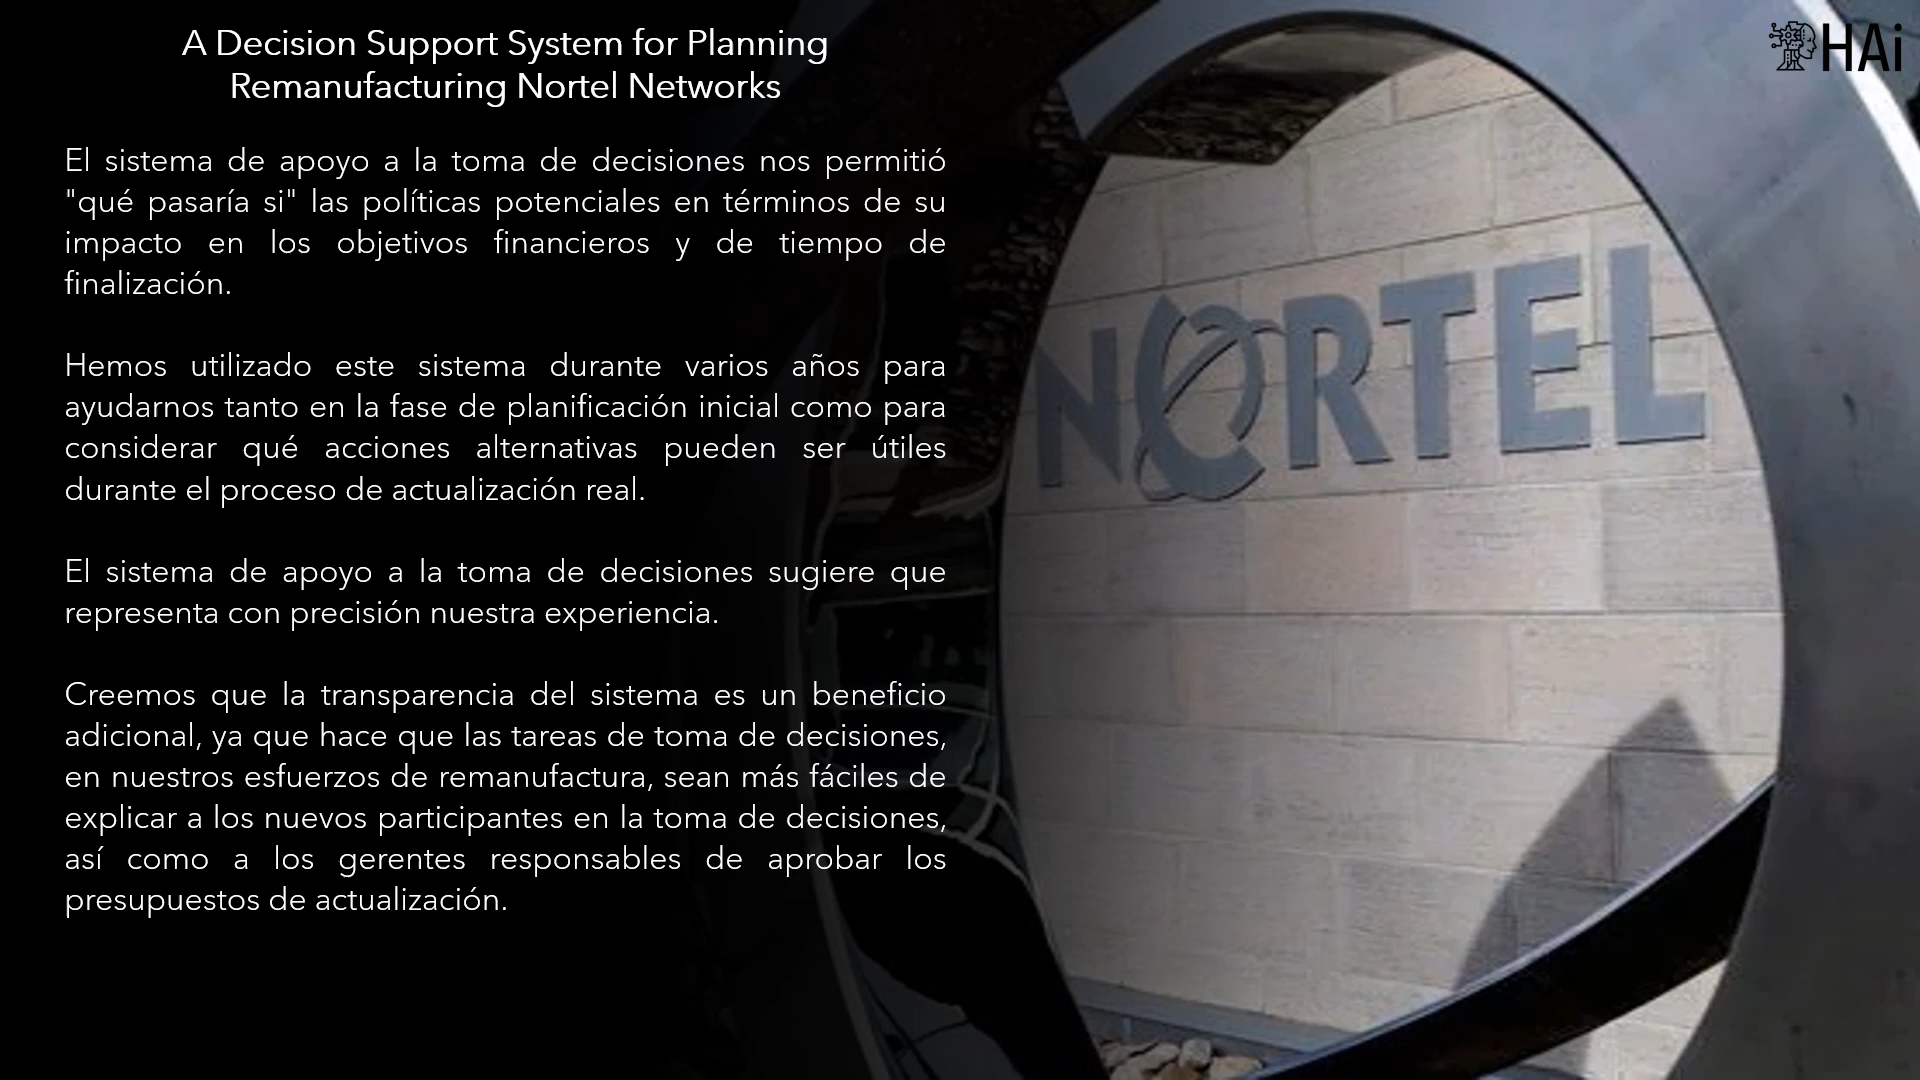 A Decision Support System for Planning
Remanufacturing Nortel Networks
HAi
El sistema de apoyo a la toma de decisiones nos permitió
"qué pasaría si" las políticas potenciales en términos de su
impacto en los objetivos financieros y de tiempo de
finalización.
Hemos utilizado este sistema durante varios años para
ayudarnos tanto en la fase de planificación inicial como para
considerar qué acciones alternativas pueden ser útiles
durante el proceso de actualización real.
El sistema de apoyo a la toma de decisiones sugiere que
representa con precisión nuestra experiencia.
Creemos que la transparencia del sistema es un beneficio
adicional, ya que hace que las tareas de toma de decisiones,
en nuestros esfuerzos de remanufactura, sean más fáciles de
explicar a los nuevos participantes en la toma de decisiones,
así como a los gerentes responsables de aprobar los
presupuestos de actualización.
NORTEL